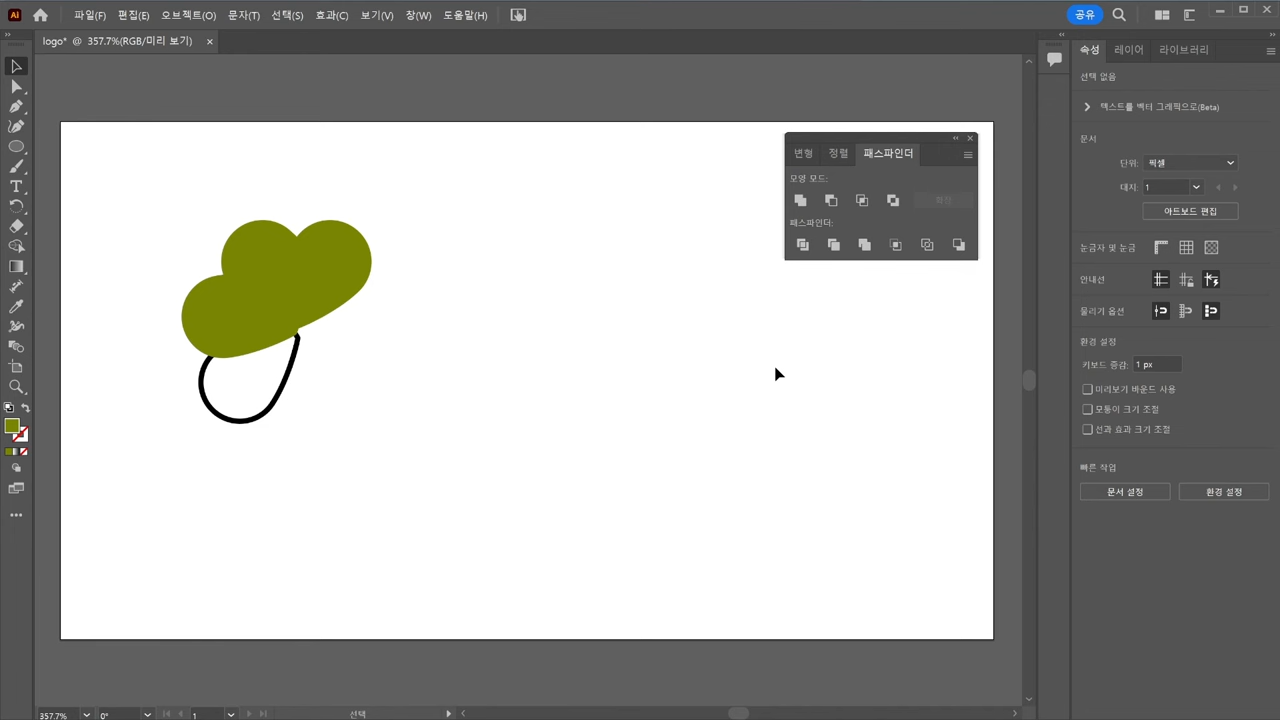 Ai 파일(F) 편집(E) 오브젝트(O) 문자(T) 선택(S) 효과(C) 보기(V) 창(W) 도움말(H) 공유
logo* @ 357.7%(RGB/미리 보기) ×
변형 정렬 패스파인더
모양 모드:
확장
패스파인더:
속성 레이어 라이브러리
선택 없음
텍스트를 벡터 그래픽으로(Beta)
문서
단위: 픽셀
대지: 1
아트보드 편집
눈금자 및 눈금
안내선
물리기 옵션
환경 설정
키보드 증감: 1 px
미리보기 바운드 사용
모퉁이 크기 조절
선과 효과 크기 조절
빠른 작업
문서 설정 환경 설정
357.7% 0° 1 선택